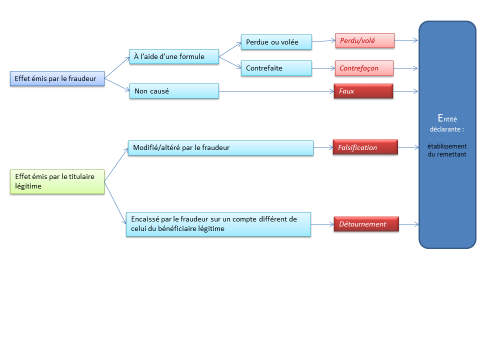 Effet émis par le fraudeur
À l'aide d'une formule
Perdue ou volée
Perdu/volé
Contrefaite
Contrefaçon
Non causé
Faux
Effet émis par le titulaire
légitime
Modifié/altéré par le fraudeur
Falsification
Encaissé par le fraudeur sur un compte différent de
celui du bénéficiaire légitime
Détournement
Entité
déclarante :
établissement
du remettant